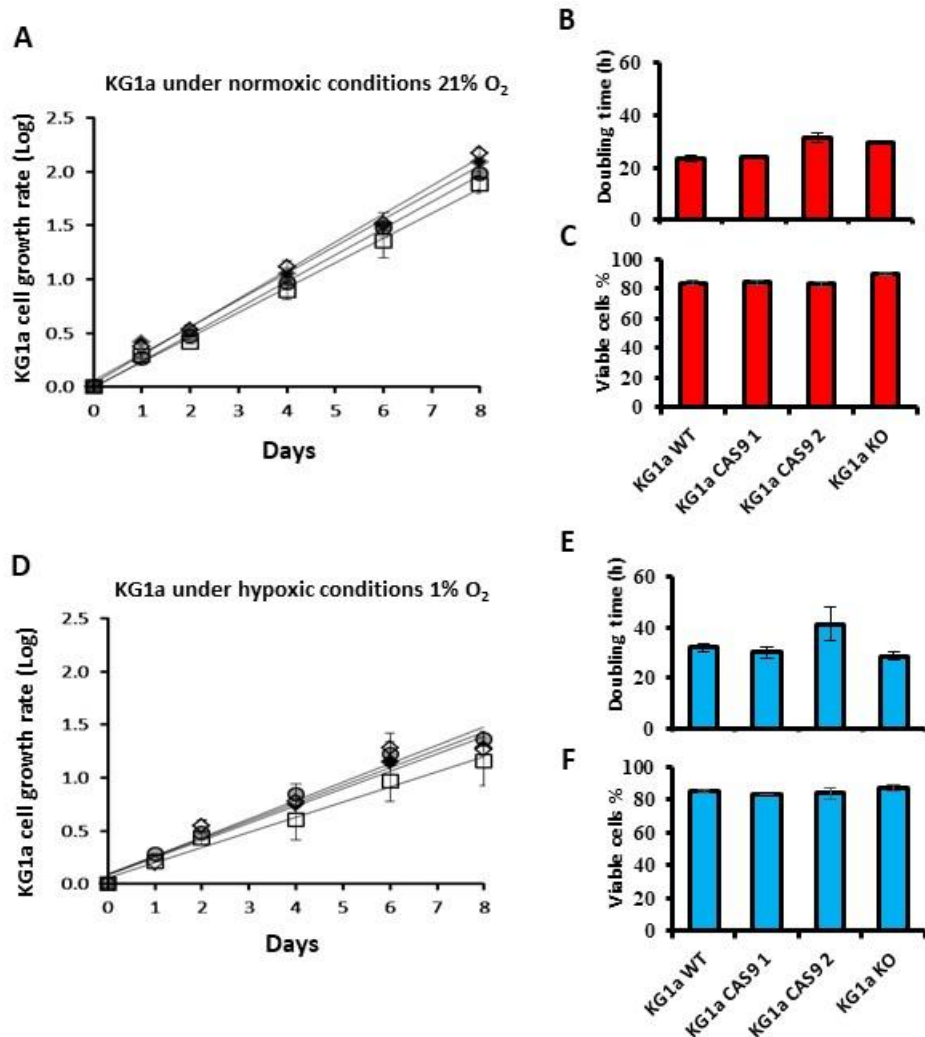 A
KG1a under normoxic conditions 21% O₂
KG1a cell growth rate (Log)
2.5
2.0
1.5
1.0
0.5
0.0
0 1 2 3 4 5 6 7 8
Days
B
Doubling time (h)
60
40
20
0
C
Viable cells %
100
80
60
40
20
0
KG1a WT
KG1a CAS9 1
KG1a CAS9 2
KG1a KO
D
KG1a under hypoxic conditions 1% O₂
KG1a cell growth rate (Log)
2.5
2.0
1.5
1.0
0.5
0.0
0 1 2 3 4 5 6 7 8
Days
E
Doubling time (h)
60
40
20
0
F
Viable cells %
100
80
60
40
20
0
KG1a WT
KG1a CAS9 1
KG1a CAS9 2
KG1a KO